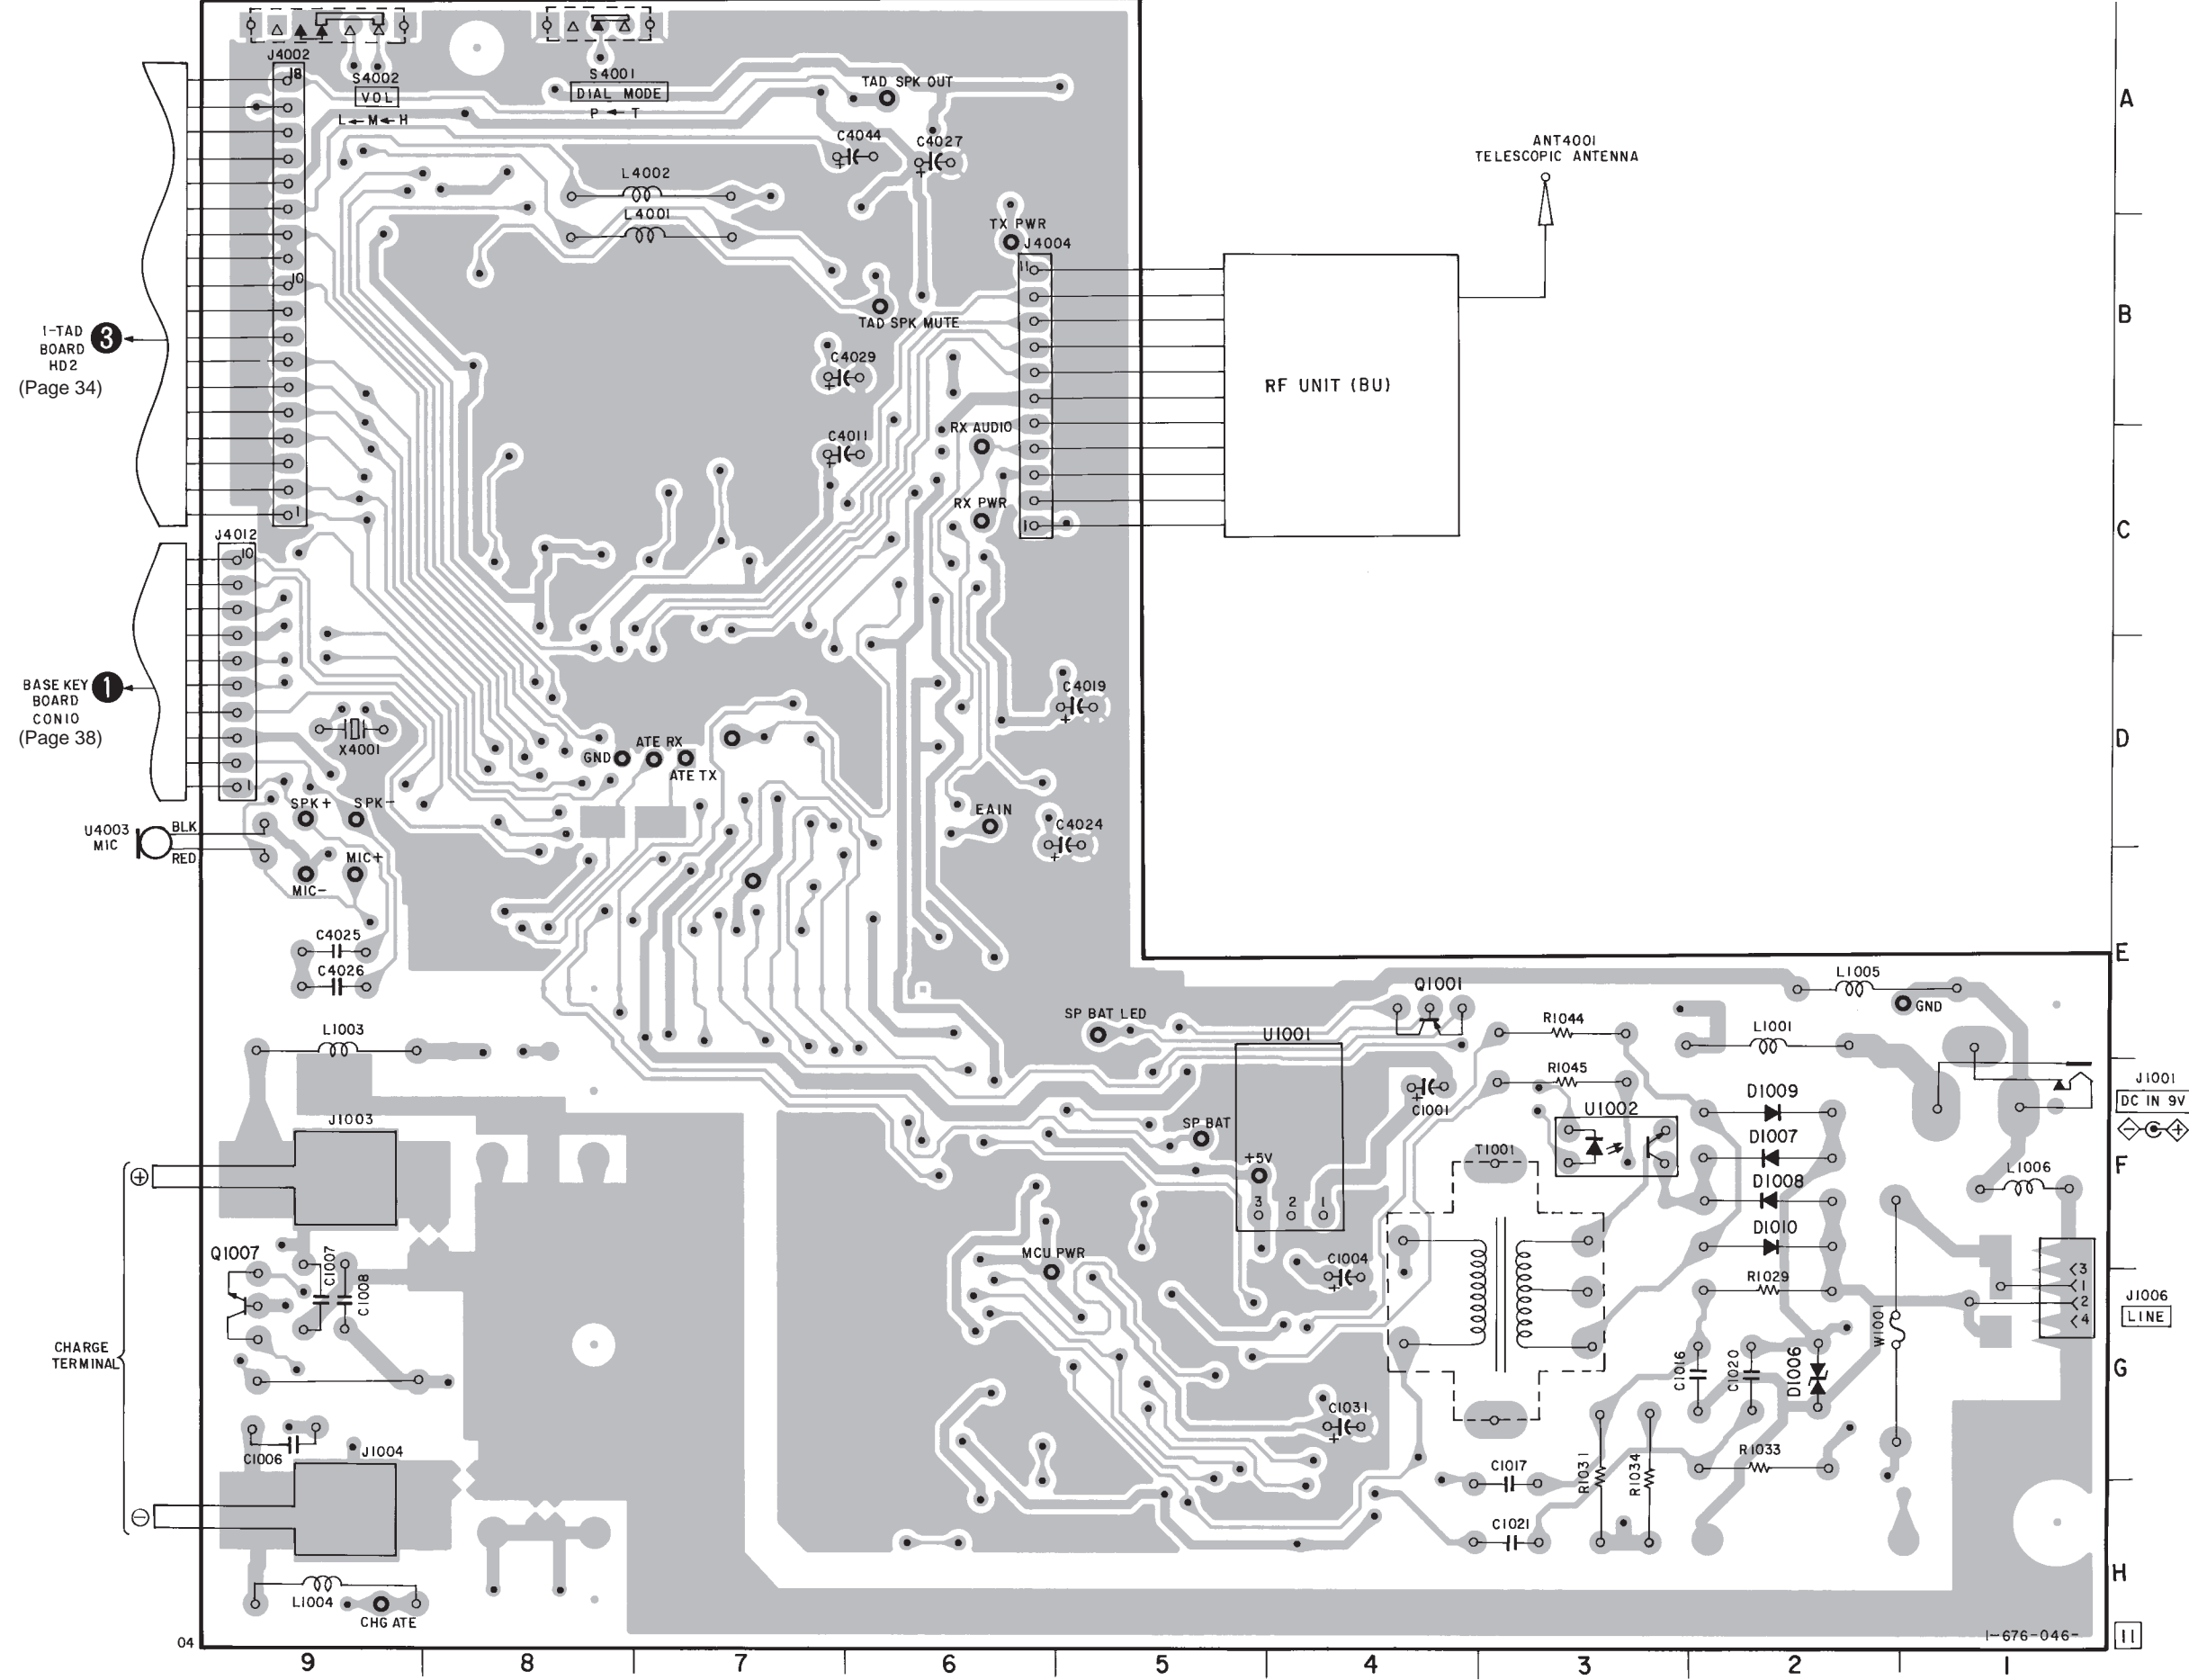 J4002
18
S4002
VOL
L ← M ← H
S4001
DIAL MODE
P ← T
TAD SPK OUT
A
C4044
+
C4027
+
ANT4001
TELESCOPIC ANTENNA
L4002
L4001
TX PWR
J4004
11
10
TAD SPK MUTE
B
1-TAD
BOARD
HD2
3
(Page 34)
C4029
+
RF UNIT (BU)
RX AUDIO
C4011
+
RX PWR
1
1
C
J4012
10
BASE KEY
BOARD
CON10
1
(Page 38)
C4019
+
X4001
GND
ATE RX
ATE TX
D
1
SPK+
SPK-
EAIN
C4024
+
U4003
MIC
BLK
RED
MIC+
MIC-
C4025
C4026
E
L1003
SP BAT LED
Q1001
U1001
R1044
L1005
GND
L1001
R1045
C1001
+
U1002
D1009
J1001
DC IN 9V
- +
J1003
SP BAT
+5V
T1001
D1007
D1008
L1006
F
+
3 2 1
D1010
Q1007
C1007
C1008
MCU PWR
C1004
+
R1029
W1001
3
1
2
4
J1006
LINE
CHARGE
TERMINAL
C1016
C1020
D1006
G
C1031
+
C1006
J1004
C1017
R1031
R1034
R1033
-
C1021
L1004
CHG ATE
H
04
1-676-046-
11
9 8 7 6 5 4 3 2 1